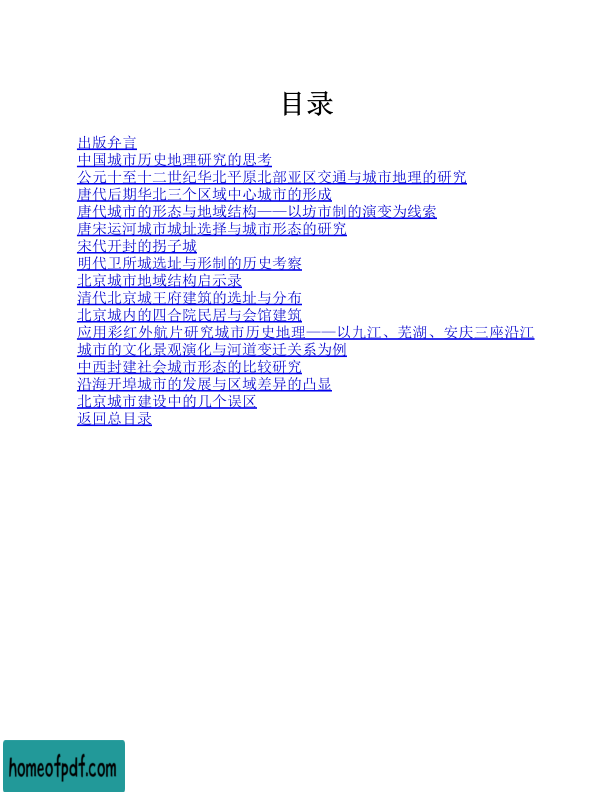 目录
出版弁言
中国城市历史地理研究的思考
公元十至十二世纪华北平原北部亚区交通与城市地理的研究
唐代后期华北三个区域中心城市的形成
唐代城市的形态与地域结构——以坊市制的演变为线索
唐宋运河城市城址选择与城市形态的研究
宋代开封的拐子城
明代卫所城选址与形制的历史考察
北京城市地域结构启示录
清代北京城王府建筑的选址与分布
北京城内的四合院民居与会馆建筑
应用彩红外航片研究城市历史地理——以九江、芜湖、安庆三座沿江
城市的文化景观演化与河道变迁关系为例
中西封建社会城市形态的比较研究
沿海开埠城市的发展与区域差异的凸显
北京城市建设中的几个误区
返回总目录
homeofpdf.com